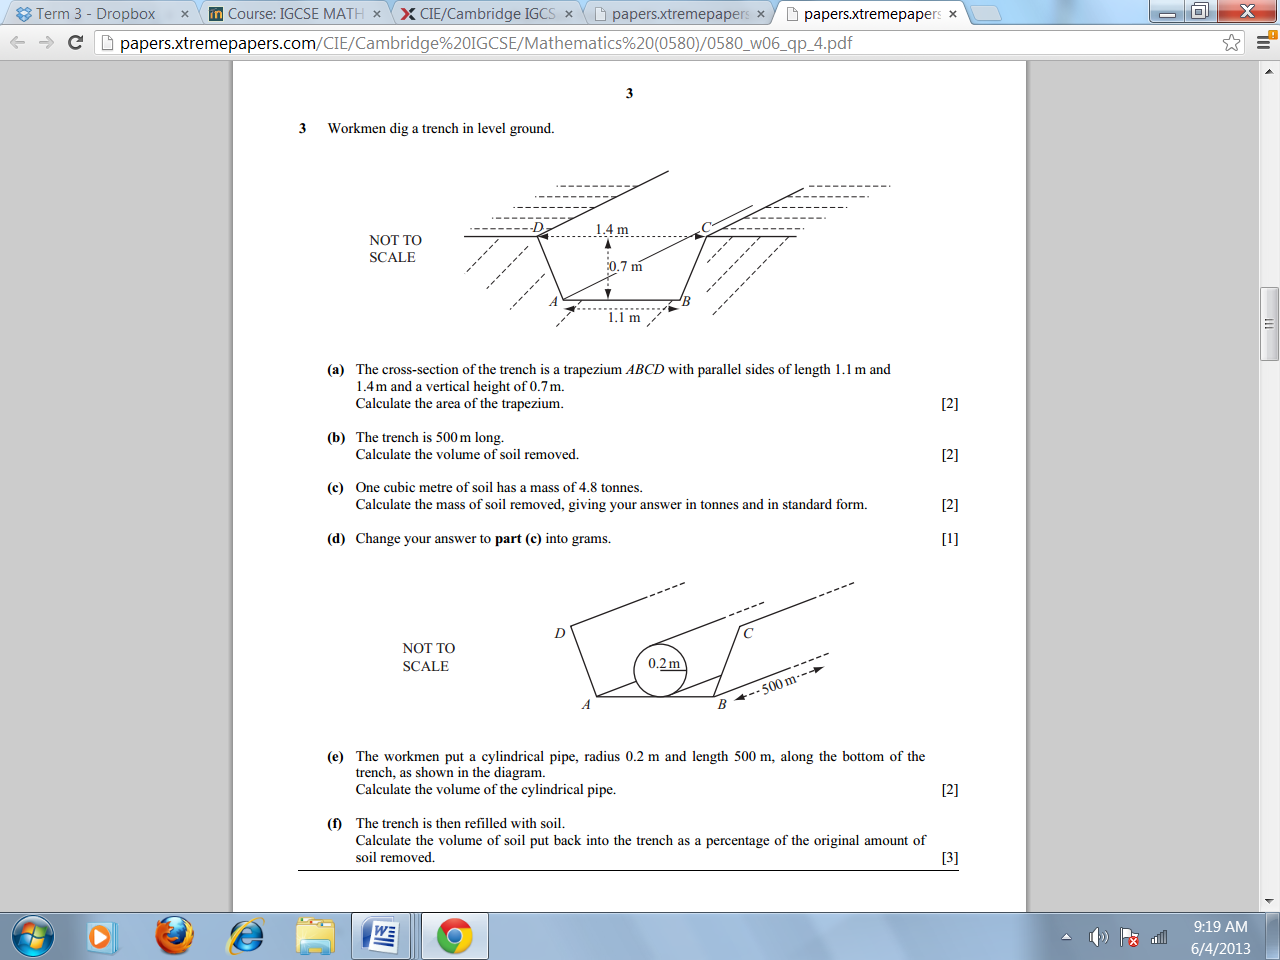 Term 3 - Dropbox
Course: IGCSE MATH
CIE/Cambridge IGCS
papers.xtremepapers
papers.xtremepapers
papers.xtremepapers.com/CIE/Cambridge%20IGCSE/Mathematics%20(0580)/0580_w06_qp_4.pdf
3
3 Workmen dig a trench in level ground.
NOT TO
SCALE
D
1.4 m
C
0.7 m
A
B
1.1 m
(a) The cross-section of the trench is a trapezium ABCD with parallel sides of length 1.1 m and
1.4 m and a vertical height of 0.7 m.
Calculate the area of the trapezium. [2]
(b) The trench is 500 m long.
Calculate the volume of soil removed. [2]
(c) One cubic metre of soil has a mass of 4.8 tonnes.
Calculate the mass of soil removed, giving your answer in tonnes and in standard form. [2]
(d) Change your answer to part (c) into grams. [1]
NOT TO
SCALE
D
C
0.2 m
A
B
500 m
(e) The workmen put a cylindrical pipe, radius 0.2 m and length 500 m, along the bottom of the
trench, as shown in the diagram.
Calculate the volume of the cylindrical pipe. [2]
(f) The trench is then refilled with soil.
Calculate the volume of soil put back into the trench as a percentage of the original amount of
soil removed. [3]
9:19 AM
6/4/2013